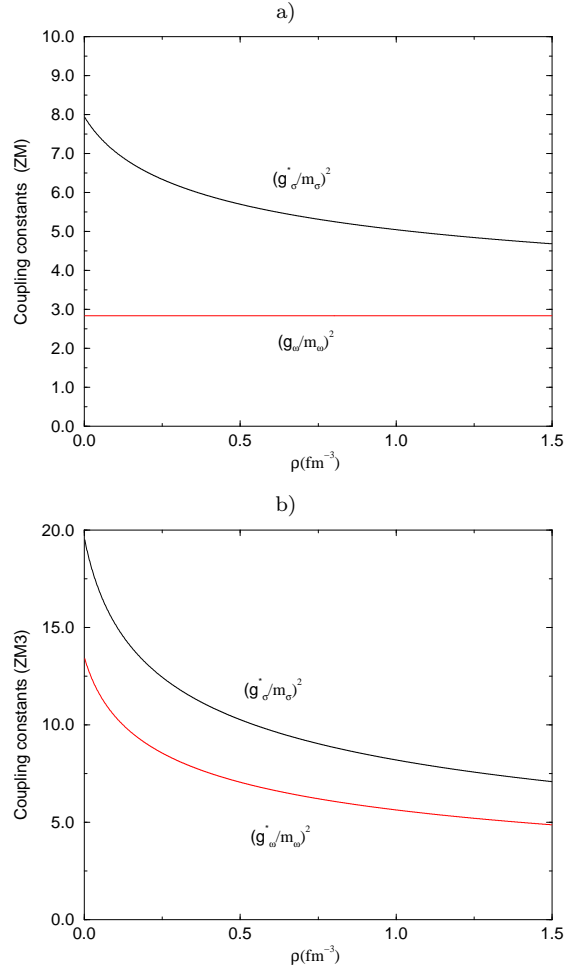 a)
10.0
9.0
8.0
7.0
6.0
5.0
4.0
3.0
2.0
1.0
0.0
Coupling constants (ZM)
(g*σ/mσ)²
(gω/mω)²
0.0 0.5 1.0 1.5
ρ(fm⁻³)
b)
20.0
15.0
10.0
5.0
0.0
Coupling constants (ZM3)
(g*σ/mσ)²
(g*ω/mω)²
0.0 0.5 1.0 1.5
ρ(fm⁻³)